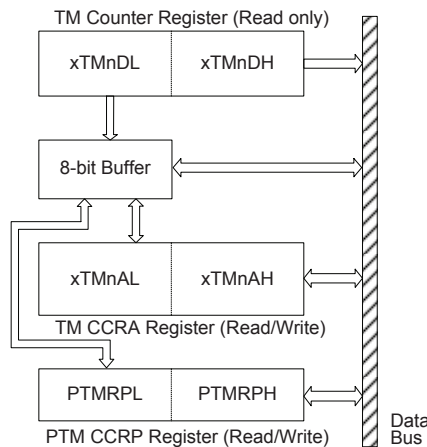 TM Counter Register (Read only)
xTMnDL xTMnDH
8-bit Buffer
xTMnAL xTMnAH
TM CCRA Register (Read/Write)
PTMRPL PTMRPH
PTM CCRP Register (Read/Write)
Data
Bus